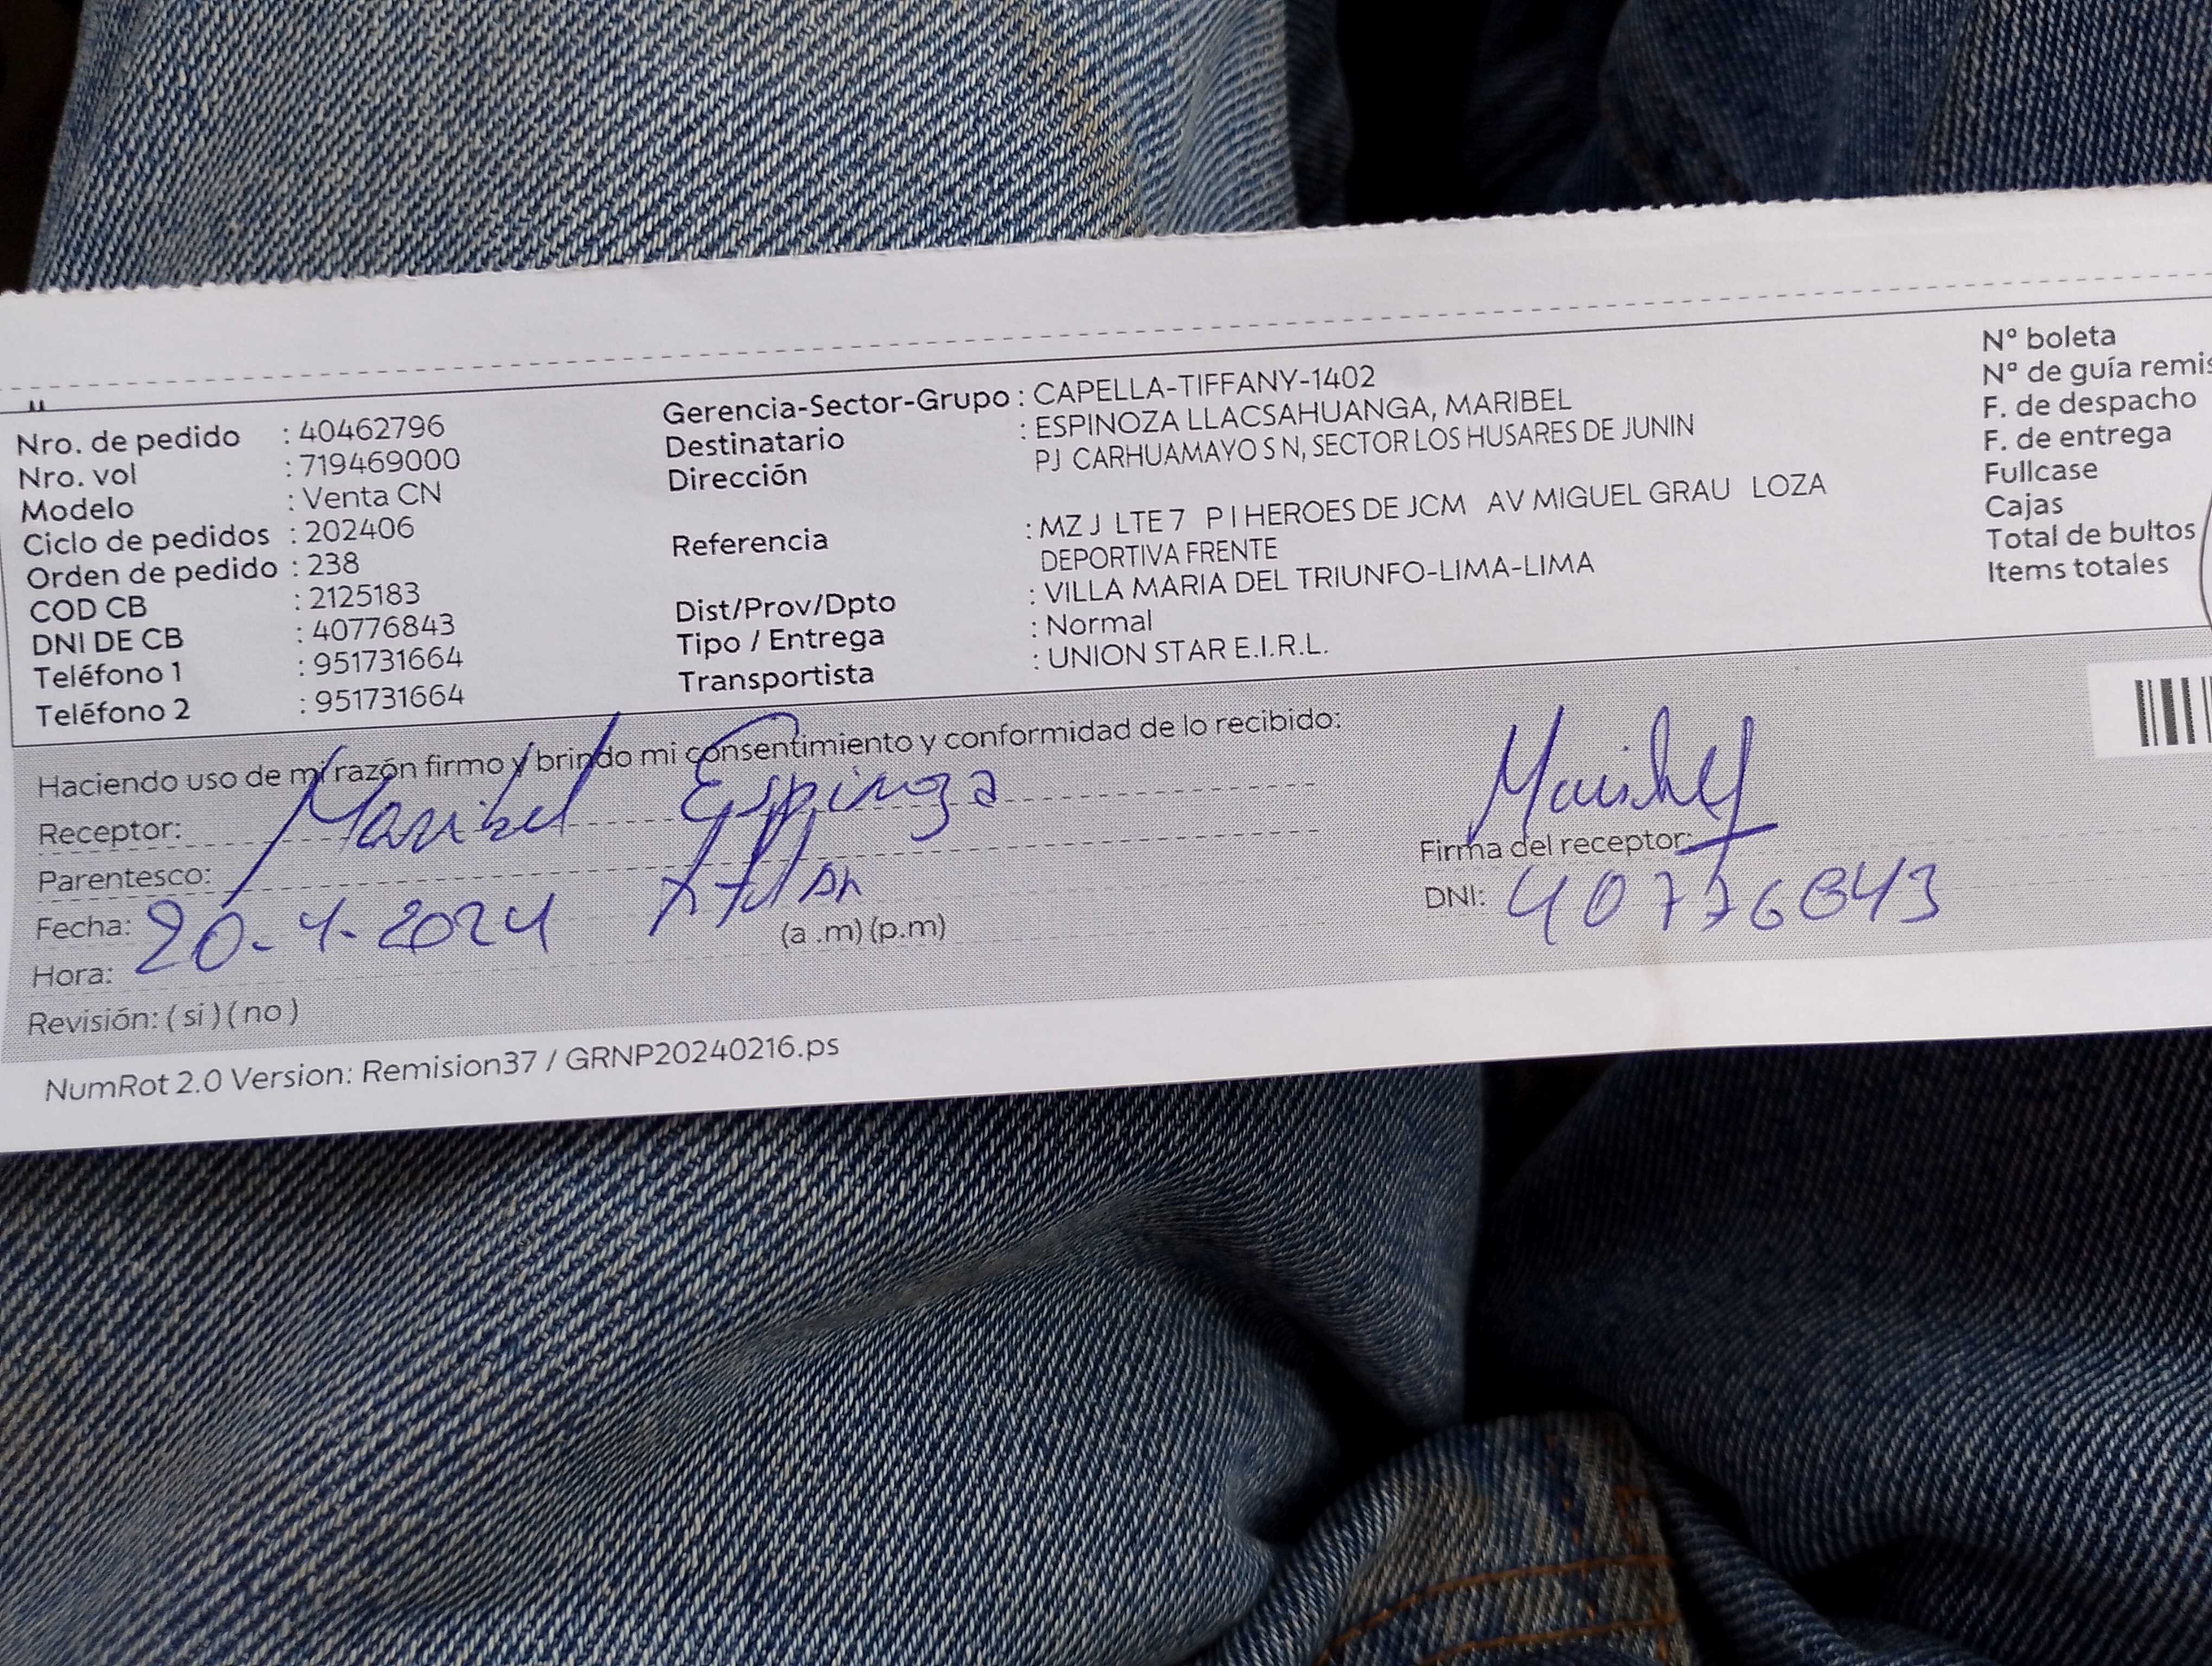 Nro. de pedido : 40462796
Nro. vol : 719469000
Modelo : Venta CN
Ciclo de pedidos : 202406
Orden de pedido : 238
COD CB : 2125183
DNI DE CB : 40776843
Teléfono 1 : 951731664
Teléfono 2 : 951731664
Gerencia-Sector-Grupo : CAPELLA-TIFFANY-1402
Destinatario : ESPINOZA LLACSAHUANGA, MARIBEL
Dirección PJ CARHUAMAYO S N, SECTOR LOS HUSARES DE JUNIN
Referencia : MZ J LTE 7 P I HEROES DE JCM AV MIGUEL GRAU LOZA
DEPORTIVA FRENTE
Dist/Prov/Dpto : VILLA MARIA DEL TRIUNFO-LIMA-LIMA
Tipo / Entrega : Normal
Transportista : UNION STAR E.I.R.L.
Nº boleta
Nº de guía remis
F. de despacho
F. de entrega
Fullcase
Cajas
Total de bultos
Items totales
Haciendo uso de mi razón firmo y brindo mi consentimiento y conformidad de lo recibido:
Receptor: Maribel Espinoza
Parentesco:
Fecha: 20-4-2024
Hora: (a .m) (p.m)
Revisión: ( si ) ( no )
Maribel
Firma del receptor:
DNI: 40776843
NumRot 2.0 Version: Remision37 / GRNP20240216.ps